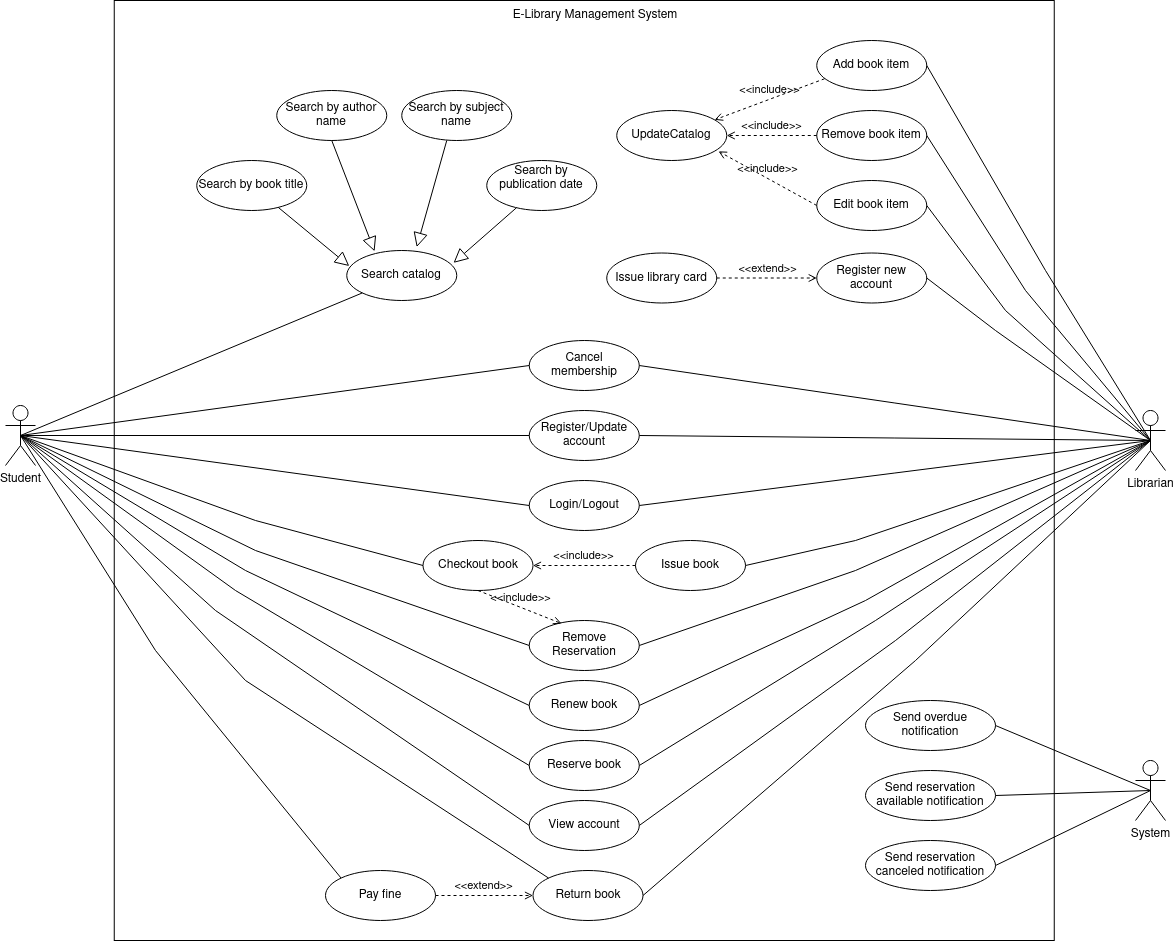 E-Library Management System
Add book item
<<include>>
Search by author
name
Search by subject
name
UpdateCatalog
<<include>>
Remove book item
<<include>>
Search by book title
Search by
publication date
Edit book item
Search catalog
Issue library card
<<extend>>
Register new
account
Cancel
membership
Register/Update
account
Student
Librarian
Login/Logout
Checkout book
<<include>>
Issue book
<<include>>
Remove
Reservation
Renew book
Send overdue
notification
Reserve book
Send reservation
available notification
View account
System
Send reservation
canceled notification
Pay fine
<<extend>>
Return book